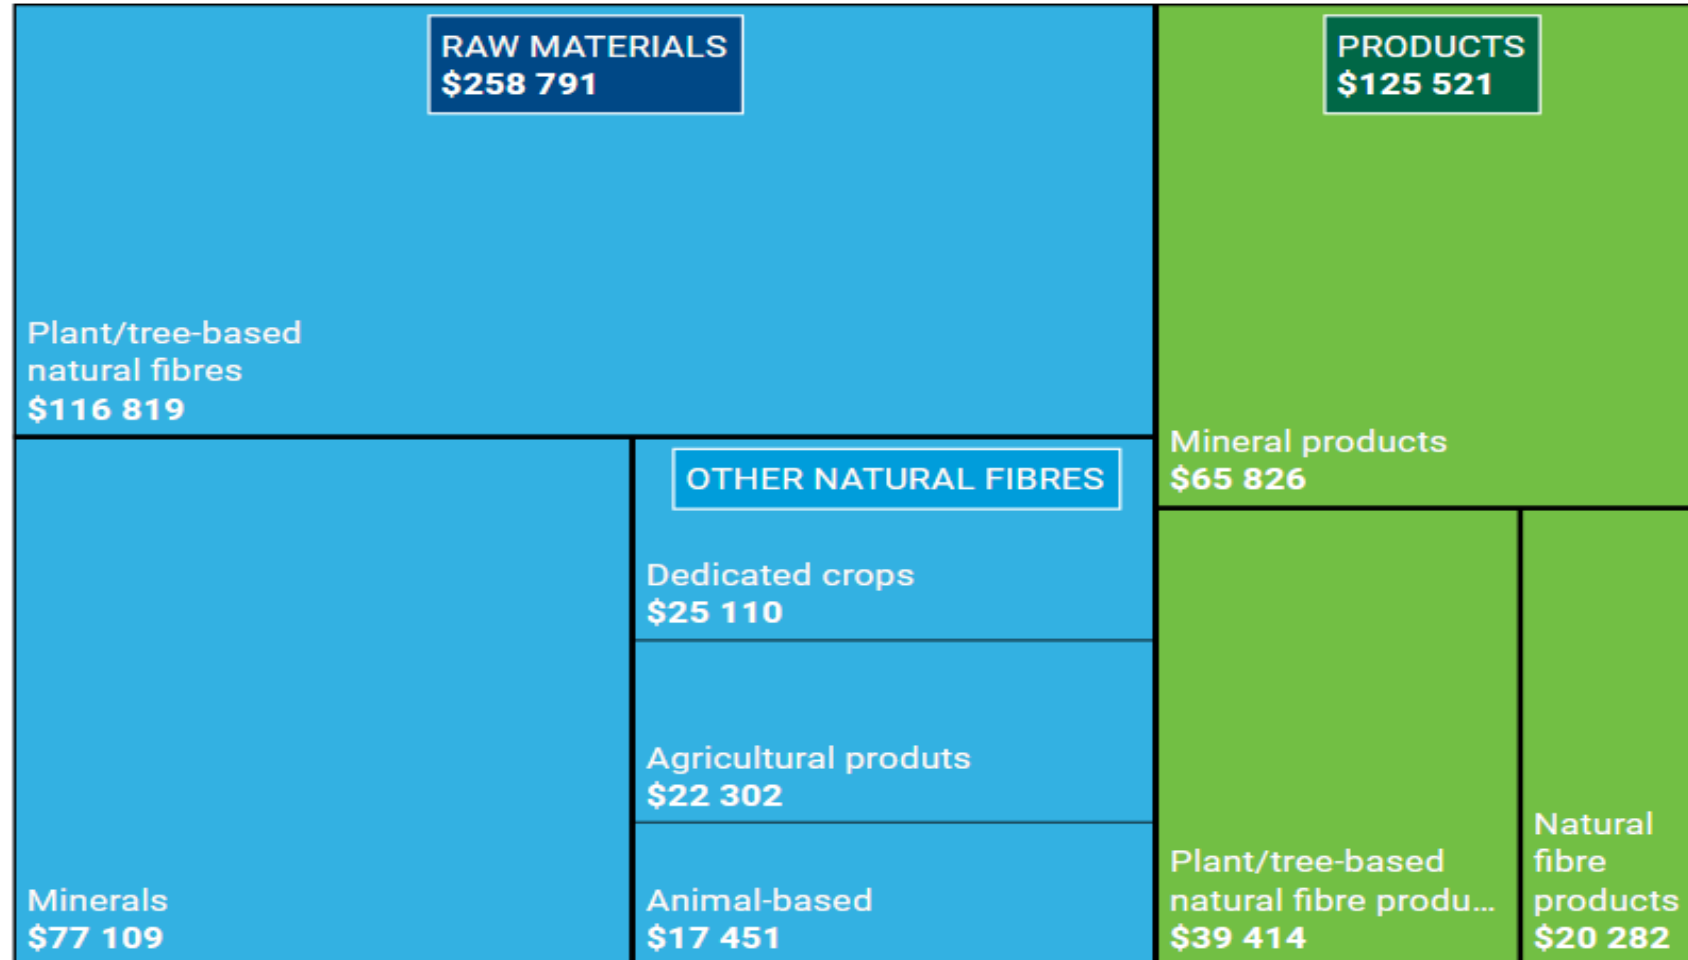 RAW MATERIALS
$258 791
Plant/tree-based
natural fibres
$116 819
Minerals
$77 109
OTHER NATURAL FIBRES
Dedicated crops
$25 110
Agricultural produts
$22 302
Animal-based
$17 451
PRODUCTS
$125 521
Mineral products
$65 826
Plant/tree-based
natural fibre produ...
$39 414
Natural
fibre
products
$20 282